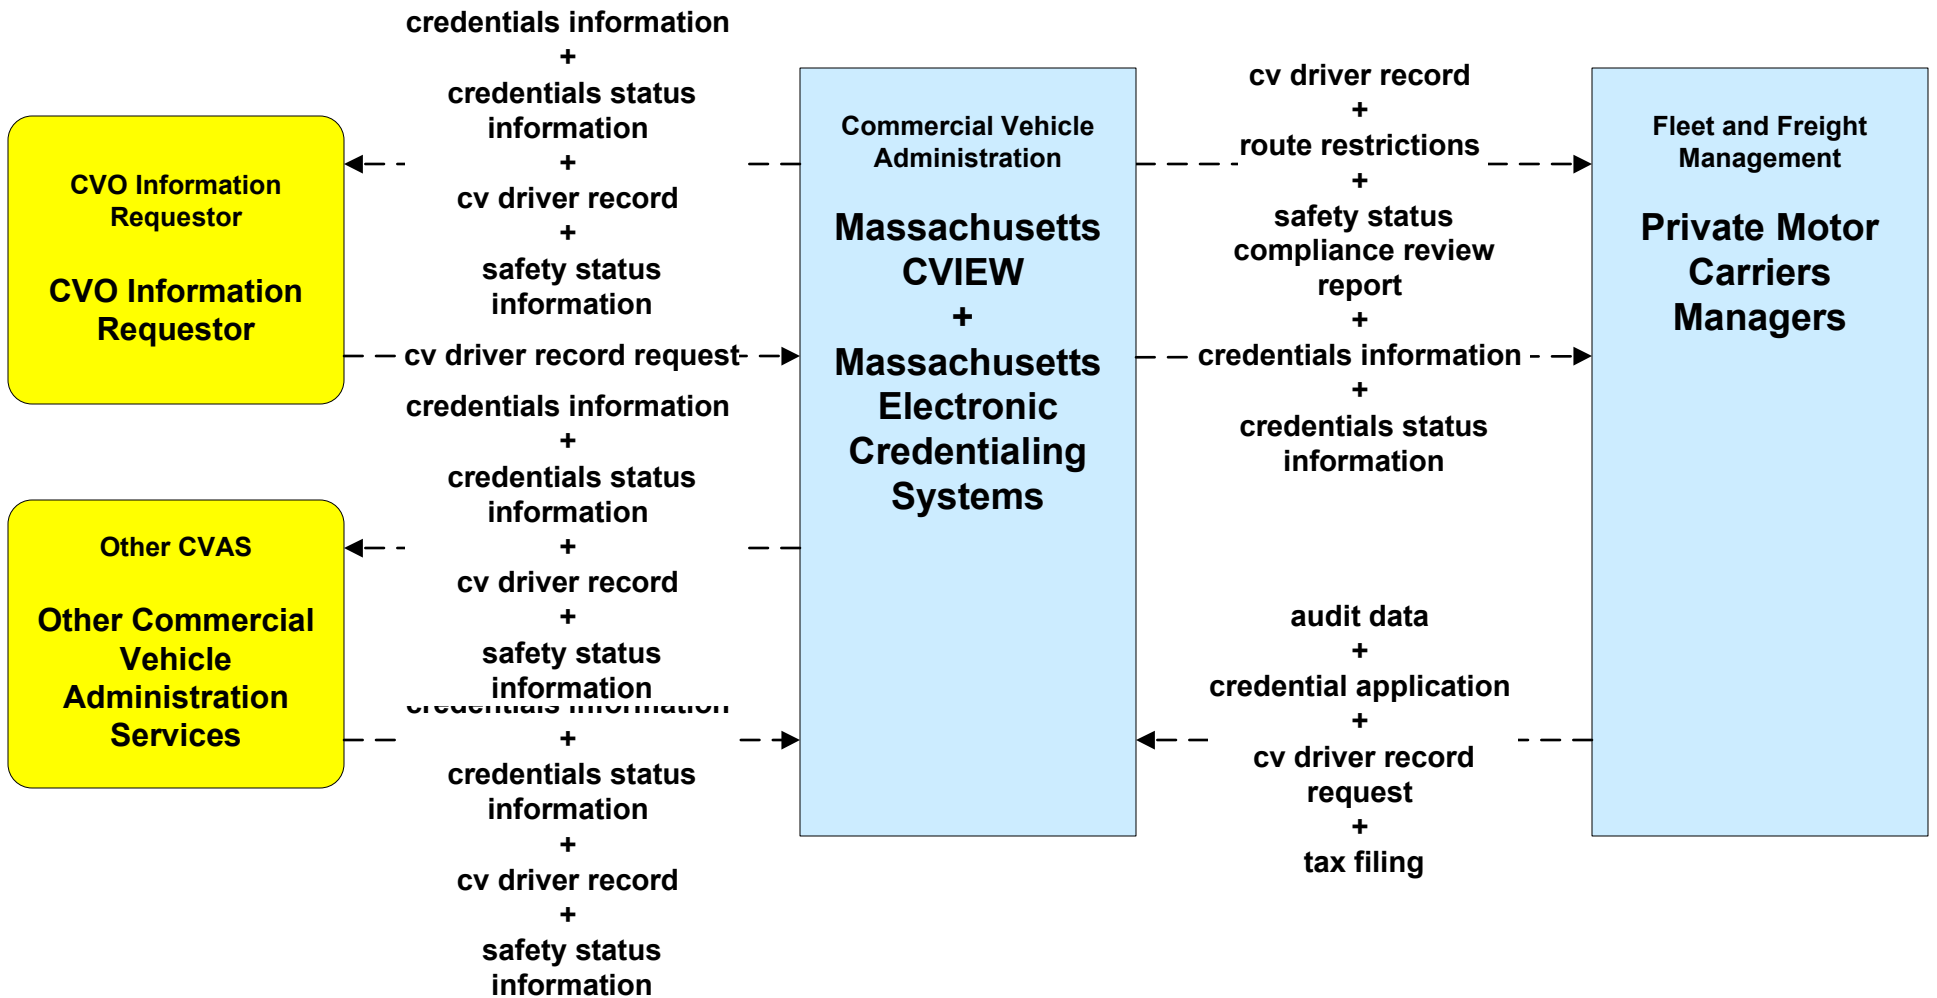 CVO Information
Requestor
CVO Information
Requestor
Other CVAS
Other Commercial
Vehicle
Administration
Services
credentials information
+
credentials status
information
+
cv driver record
+
safety status
information
cv driver record request
credentials information
+
credentials status
information
+
cv driver record
+
safety status
information
credentials information
+
credentials status
information
+
cv driver record
+
safety status
information
Commercial Vehicle
Administration
Massachusetts
CVIEW
+
Massachusetts
Electronic
Credentialing
Systems
cv driver record
+
route restrictions
+
safety status
compliance review
report
+
credentials information
+
credentials status
information
audit data
+
credential application
+
cv driver record
request
+
tax filing
Fleet and Freight
Management
Private Motor
Carriers
Managers